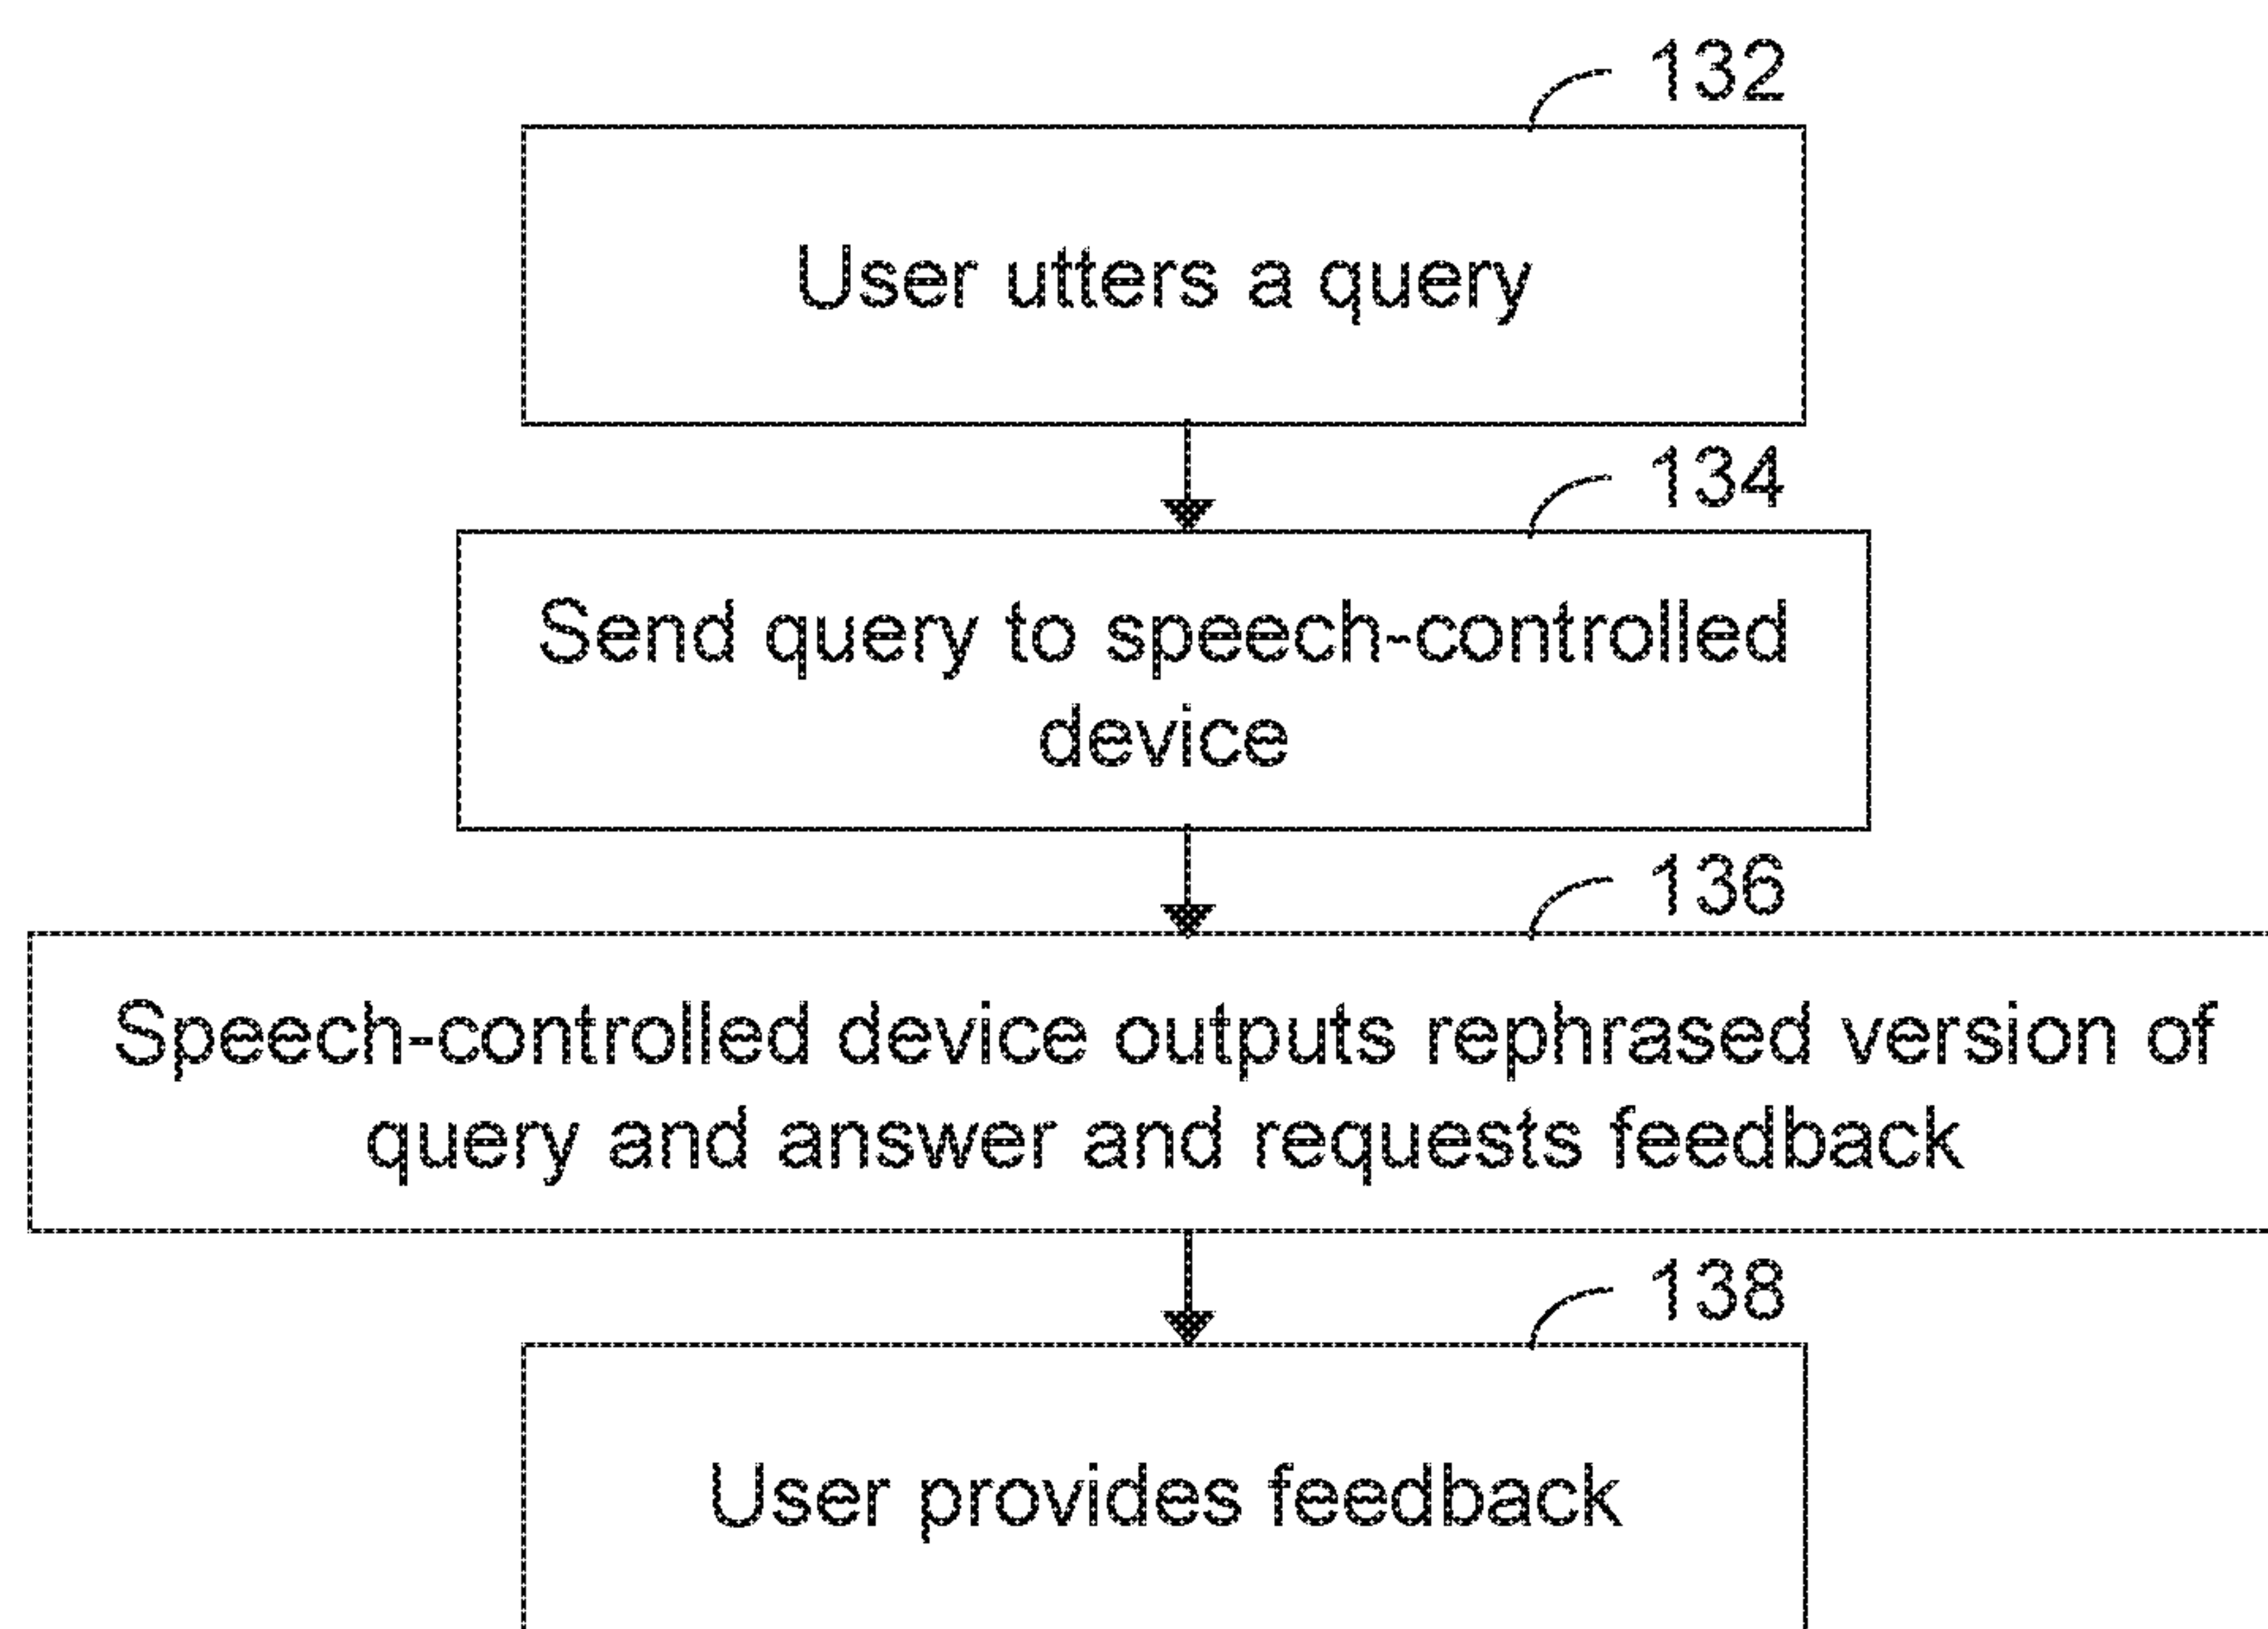 132
User utters a query
134
Send query to speech-controlled
device
136
Speech-controlled device outputs rephrased version of
query and answer and requests feedback
138
User provides feedback